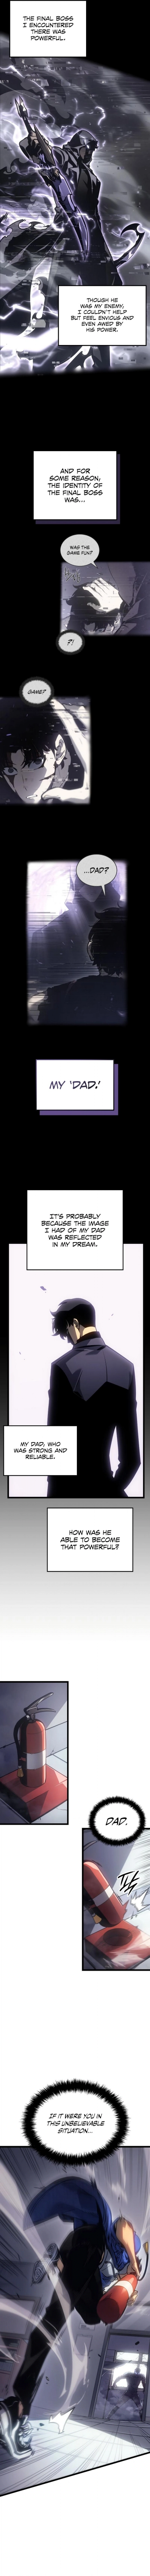 THE FINAL BOSS
I ENCOUNTERED
THERE WAS
POWERFUL.
THOUGH HE
WAS MY ENEMY,
I COULDN'T HELP
BUT FEEL ENVIOUS AND
EVEN AWED BY
HIS POWER.
AND FOR
SOME REASON,
THE IDENTITY OF
THE FINAL BOSS
WAS...
WAS THE
GAME FUN?
?!
GAME?
...DAD?
MY 'DAD.'
IT'S PROBABLY
BECAUSE THE IMAGE
I HAD OF MY DAD
WAS REFLECTED
IN MY DREAM.
MY DAD, WHO
WAS STRONG AND
RELIABLE.
HOW WAS HE
ABLE TO BECOME
THAT POWERFUL?
DAD.
IF IT WERE YOU IN
THIS UNBELIEVABLE
SITUATION...